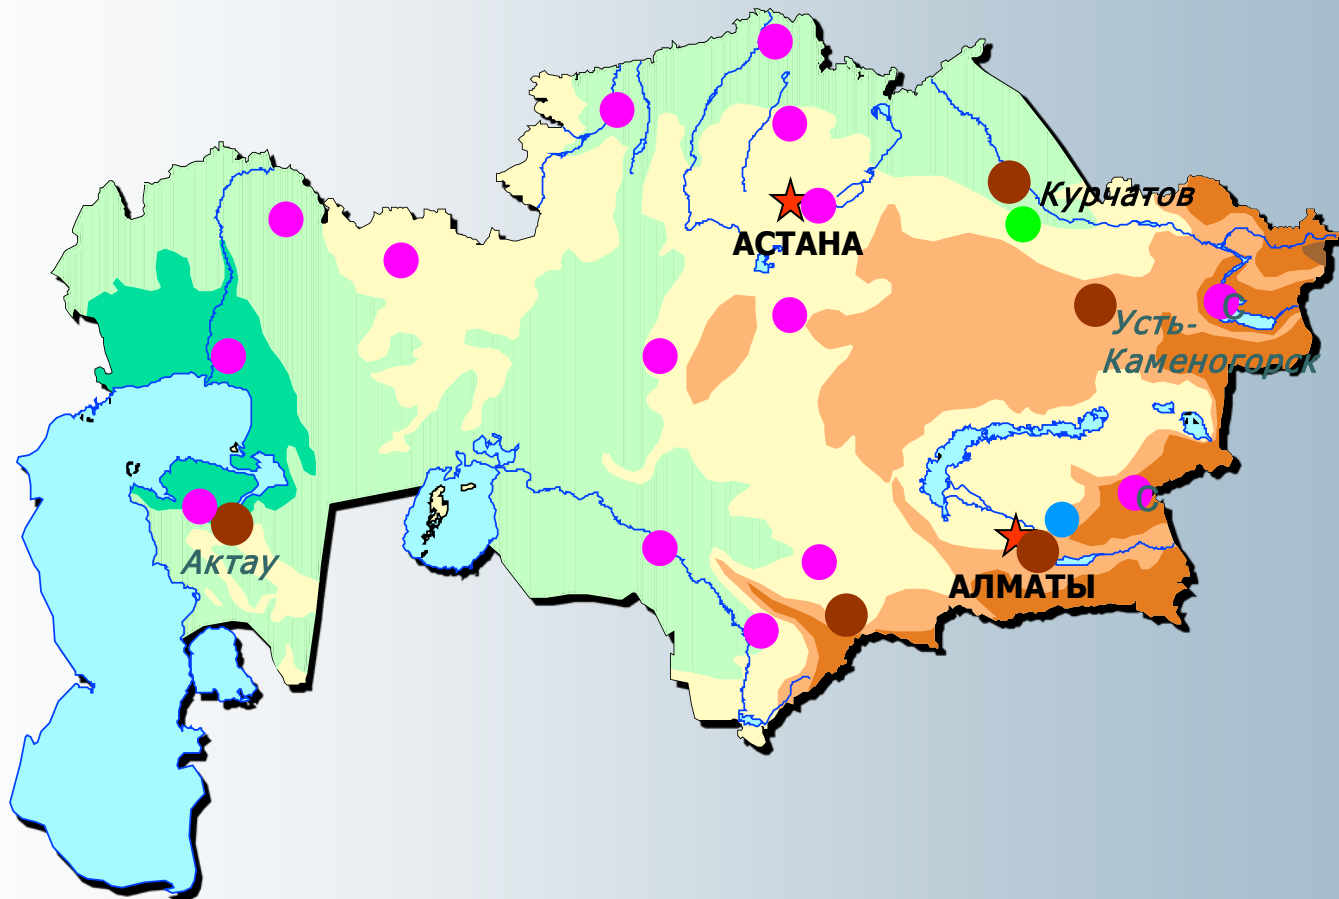 Курчатов
АСТАНА
С
Усть-
Каменогорск
С
Актау
АЛМАТЫ